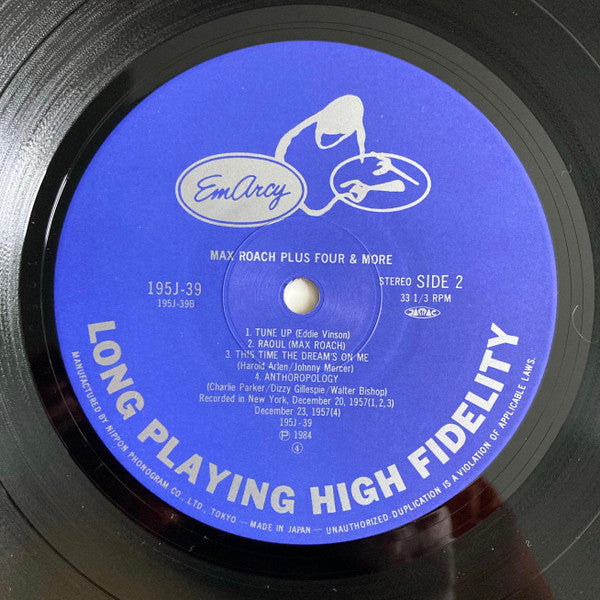 EmArcy
MAX ROACH PLUS FOUR & MORE
195J-39
195J-39B
STEREO SIDE 2
33 1/3 RPM
JASRAC
1. TUNE UP (Eddie Vinson)
2. RAOUL (MAX ROACH)
3. THIS TIME THE DREAM'S ON ME
(Harold Arlen/Johnny Mercer)
4. ANTHOROPOLOGY
(Charlie Parker/Dizzy Gillespie/Walter Bishop)
Recorded in New York, December 20, 1957(1, 2, 3)
December 23, 1957(4)
195J-39
Ⓟ 1984
④
LONG PLAYING HIGH FIDELITY
MANUFACTURED BY NIPPON PHONOGRAM CO., LTD., TOKYO — MADE IN JAPAN — UNAUTHORIZED DUPLICATION IS A VIOLATION OF APPLICABLE LAWS.